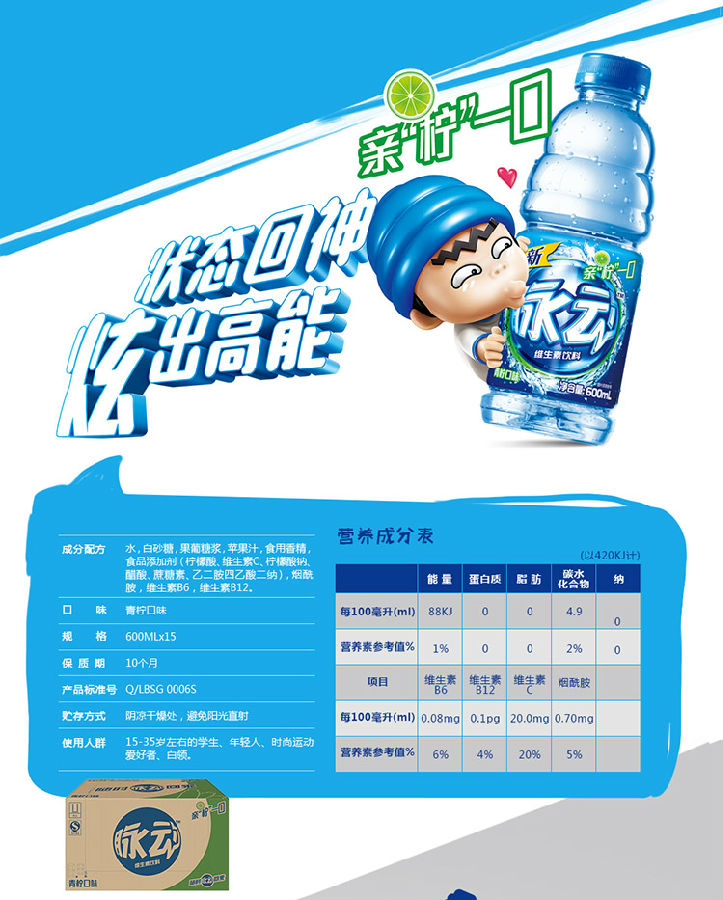 亲“柠”一口
状态回神
炫出高能
新
亲“柠”一口
脉动
维生素饮料
青柠口味
净含量:600mL
成分配方 水，白砂糖，果葡糖浆，苹果汁，食用香精，
食品添加剂（柠檬酸、维生素C、柠檬酸钠、
醋酸、蔗糖素、乙二胺四乙酸二纳），烟酰
胺，维生素B6，维生素B12。
口 味 青柠口味
规 格 600MLx15
保 质 期 10个月
产品标准号 Q/LBSG 0006S
贮存方式 阴凉干燥处，避免阳光直射
使用人群 15-35岁左右的学生、年轻人、时尚运动
爱好者、白领。
营养成分表
(以420KJ计)
能 量 蛋白质 脂 肪 碳水化合物 纳
每100毫升(ml) 88KJ 0 0 4.9 0
营养素参考值% 1% 0 0 2% 0
项目 维生素B6 维生素B12 维生素C 烟酰胺
每100毫升(ml) 0.08mg 0.1pg 20.0mg 0.70mg
营养素参考值% 6% 4% 20% 5%
青柠口味
亲“柠”一口
脉动
维生素饮料
青柠口味